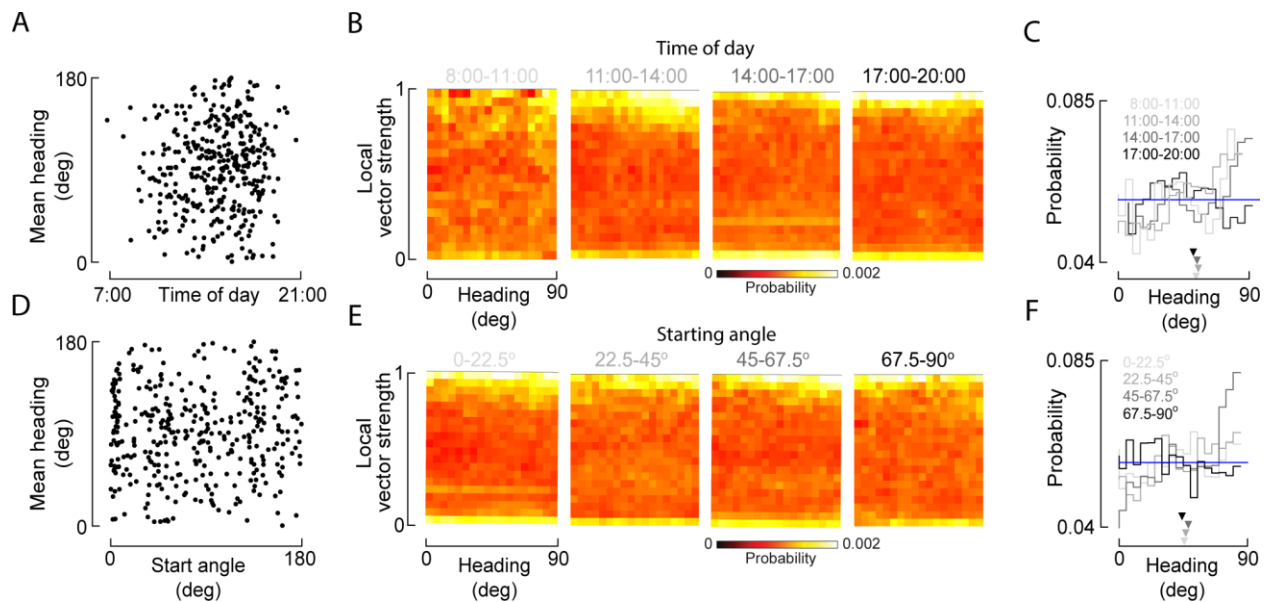 A
180
Mean heading
(deg)
0
7:00
Time of day
21:00
B
Time of day
8:00-11:00
11:00-14:00
14:00-17:00
17:00-20:00
1
Local
vector strength
0
0
Heading
(deg)
90
0
Probability
0.002
C
0.085
8:00-11:00
11:00-14:00
14:00-17:00
17:00-20:00
Probability
0.04
0
Heading
(deg)
90
D
180
Mean heading
(deg)
0
0
Start angle
(deg)
180
E
Starting angle
0-22.5°
22.5-45°
45-67.5°
67.5-90°
1
Local
vector strength
0
0
Heading
(deg)
90
0
Probability
0.002
F
0.085
0-22.5°
22.5-45°
45-67.5°
67.5-90°
Probability
0.04
0
Heading
(deg)
90